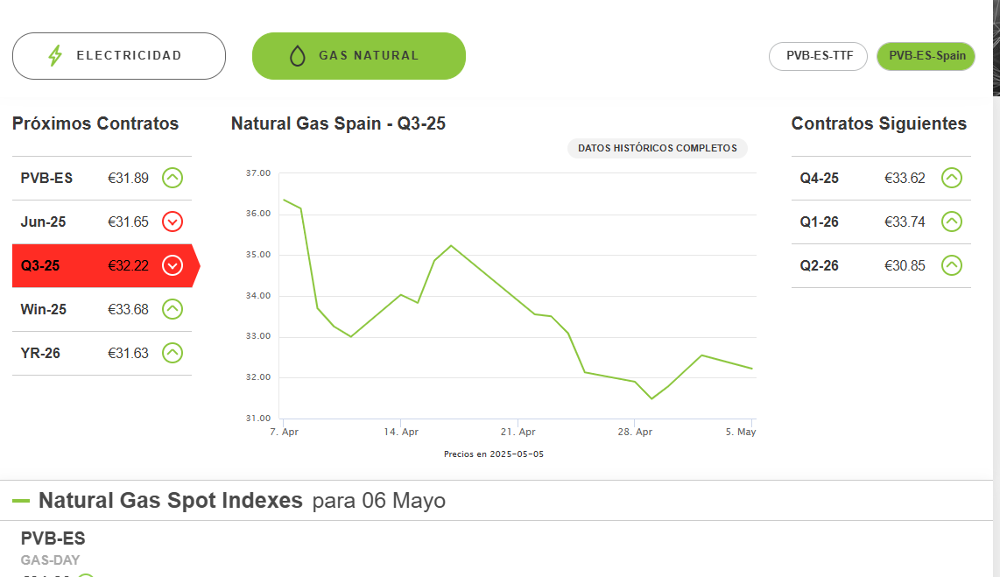 ELECTRICIDAD GAS NATURAL PVB-ES-TTF PVB-ES-Spain
Próximos Contratos
PVB-ES €31.89
Jun-25 €31.65
Q3-25 €32.22
Win-25 €33.68
YR-26 €31.63
Natural Gas Spain - Q3-25
DATOS HISTÓRICOS COMPLETOS
37.00
36.00
35.00
34.00
33.00
32.00
31.00
7. Apr 14. Apr 21. Apr 28. Apr 5. May
Precios en 2025-05-05
Contratos Siguientes
Q4-25 €33.62
Q1-26 €33.74
Q2-26 €30.85
Natural Gas Spot Indexes para 06 Mayo
PVB-ES
GAS-DAY